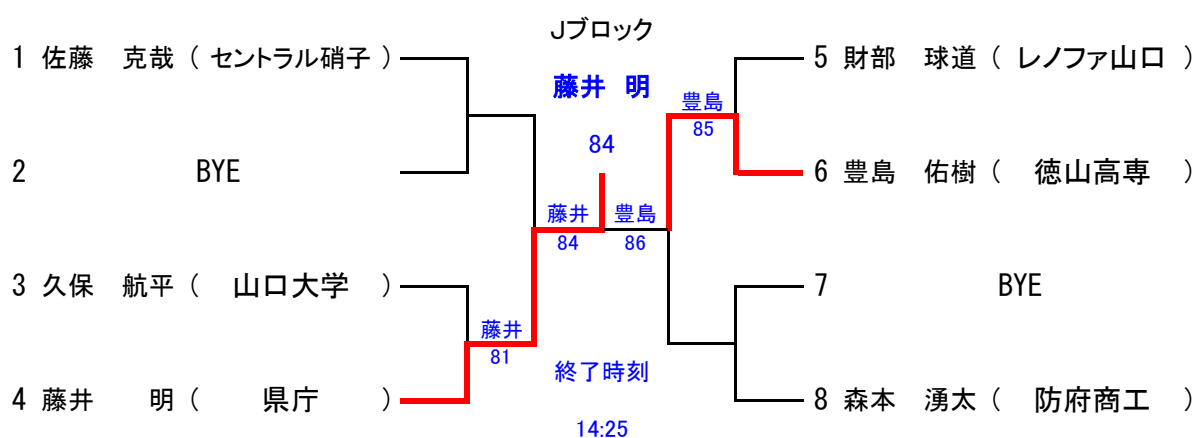 Jブロック
1 佐藤　克哉 ( セントラル硝子 )
5 財部　球道 ( レノファ山口 )
藤井 明
豊島
85
84
2 BYE
6 豊島　佑樹 ( 徳山高専 )
藤井
84
豊島
86
3 久保　航平 ( 山口大学 )
7 BYE
藤井
81
終了時刻
4 藤井　明 ( 県庁 )
8 森本　湧太 ( 防府商工 )
14:25